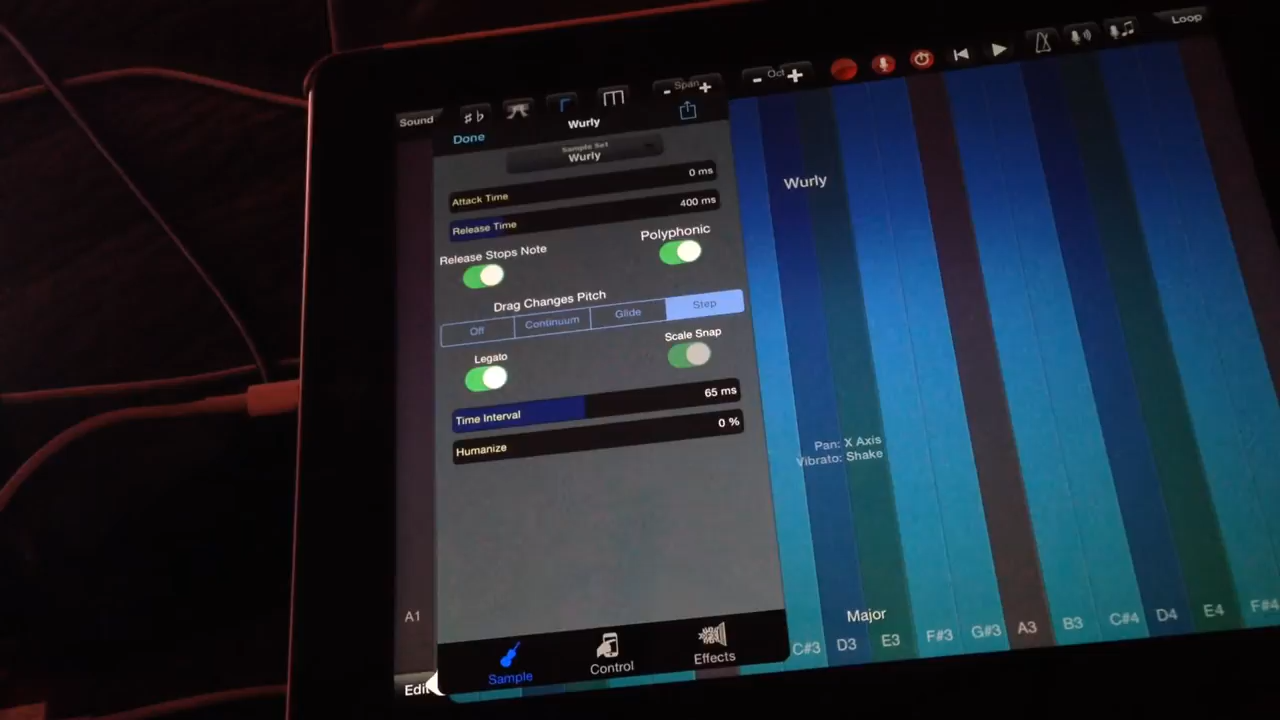 Loop
Oct
Span
Sound
Wurly
Done
Sample Set
Wurly
Attack Time 0 ms
Release Time 400 ms
Release Stops Note
Polyphonic
Drag Changes Pitch
Off Continuum Glide Step
Legato
Scale Snap
Time Interval 65 ms
Humanize 0 %
Wurly
Pan: X Axis
Vibrato: Shake
Major
A1
C#3 D3 E3 F#3 G#3 A3 B3 C#4 D4 E4 F#4
Sample Control Effects
Edit